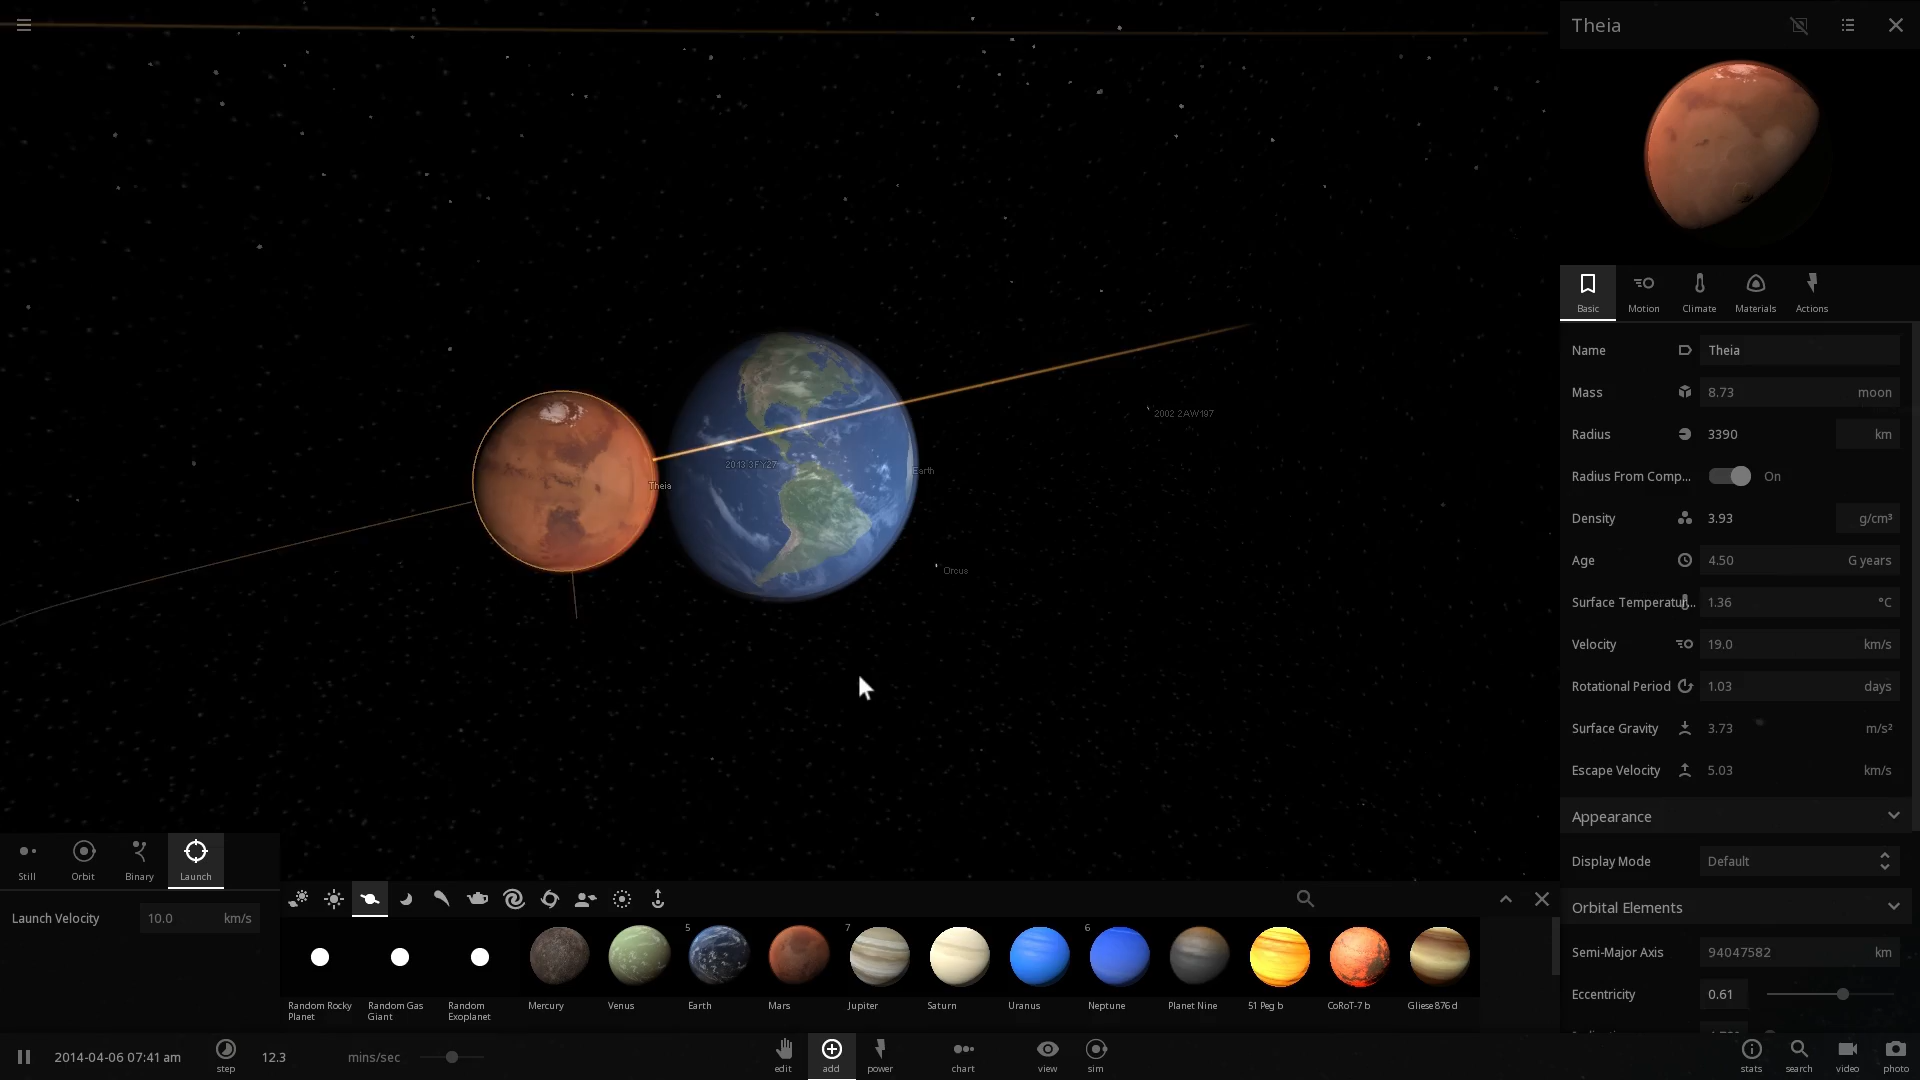 Theia
Basic
Motion
Climate
Materials
Actions
Name Theia
Mass 8.73 moon
Radius 3390 km
Radius From Comp... On
Density 3.93 g/cm³
Age 4.50 G years
Surface Temperatur... 1.36 °C
Velocity 19.0 km/s
Rotational Period 1.03 days
Surface Gravity 3.73 m/s²
Escape Velocity 5.03 km/s
Appearance
Display Mode Default
Orbital Elements
Semi-Major Axis 94047582 km
Eccentricity 0.61
2002 2AW197
2013 3FY27
Earth
Theia
Orcus
Still
Orbit
Binary
Launch
Launch Velocity 10.0 km/s
5
7
6
Random Rocky Planet
Random Gas Giant
Random Exoplanet
Mercury
Venus
Earth
Mars
Jupiter
Saturn
Uranus
Neptune
Planet Nine
51 Peg b
CoRoT-7 b
Gliese 876 d
2014-04-06 07:41 am
step
12.3 mins/sec
edit
add
power
chart
view
sim
stats
search
video
photo